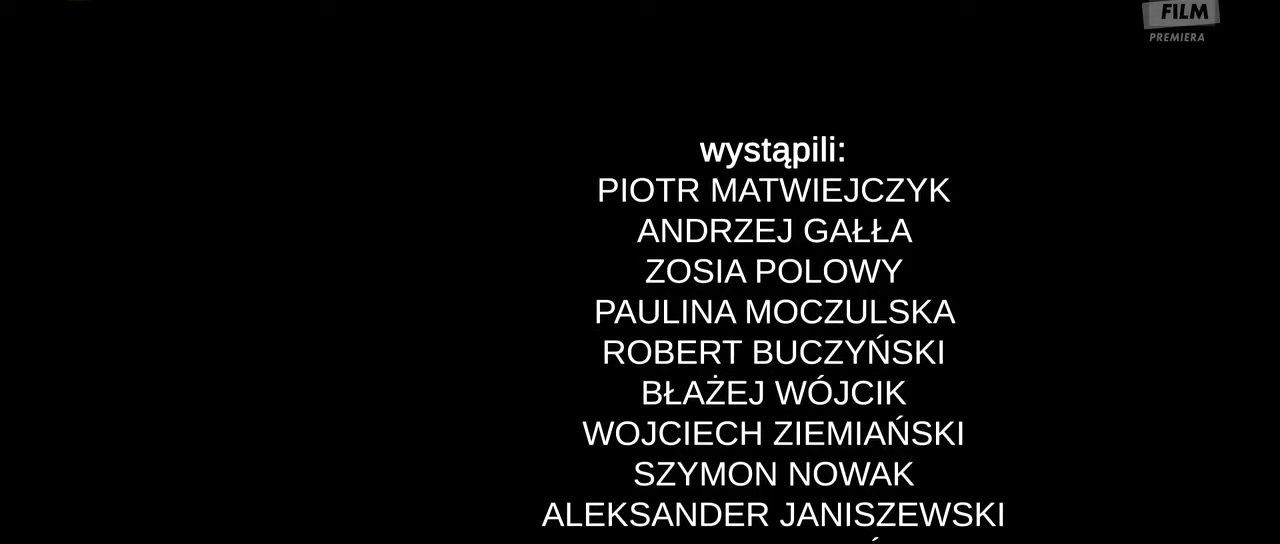 FILM
PREMIERA
wystąpili:
PIOTR MATWIEJCZYK
ANDRZEJ GAŁŁA
ZOSIA POLOWY
PAULINA MOCZULSKA
ROBERT BUCZYŃSKI
BŁAŻEJ WÓJCIK
WOJCIECH ZIEMIAŃSKI
SZYMON NOWAK
ALEKSANDER JANISZEWSKI